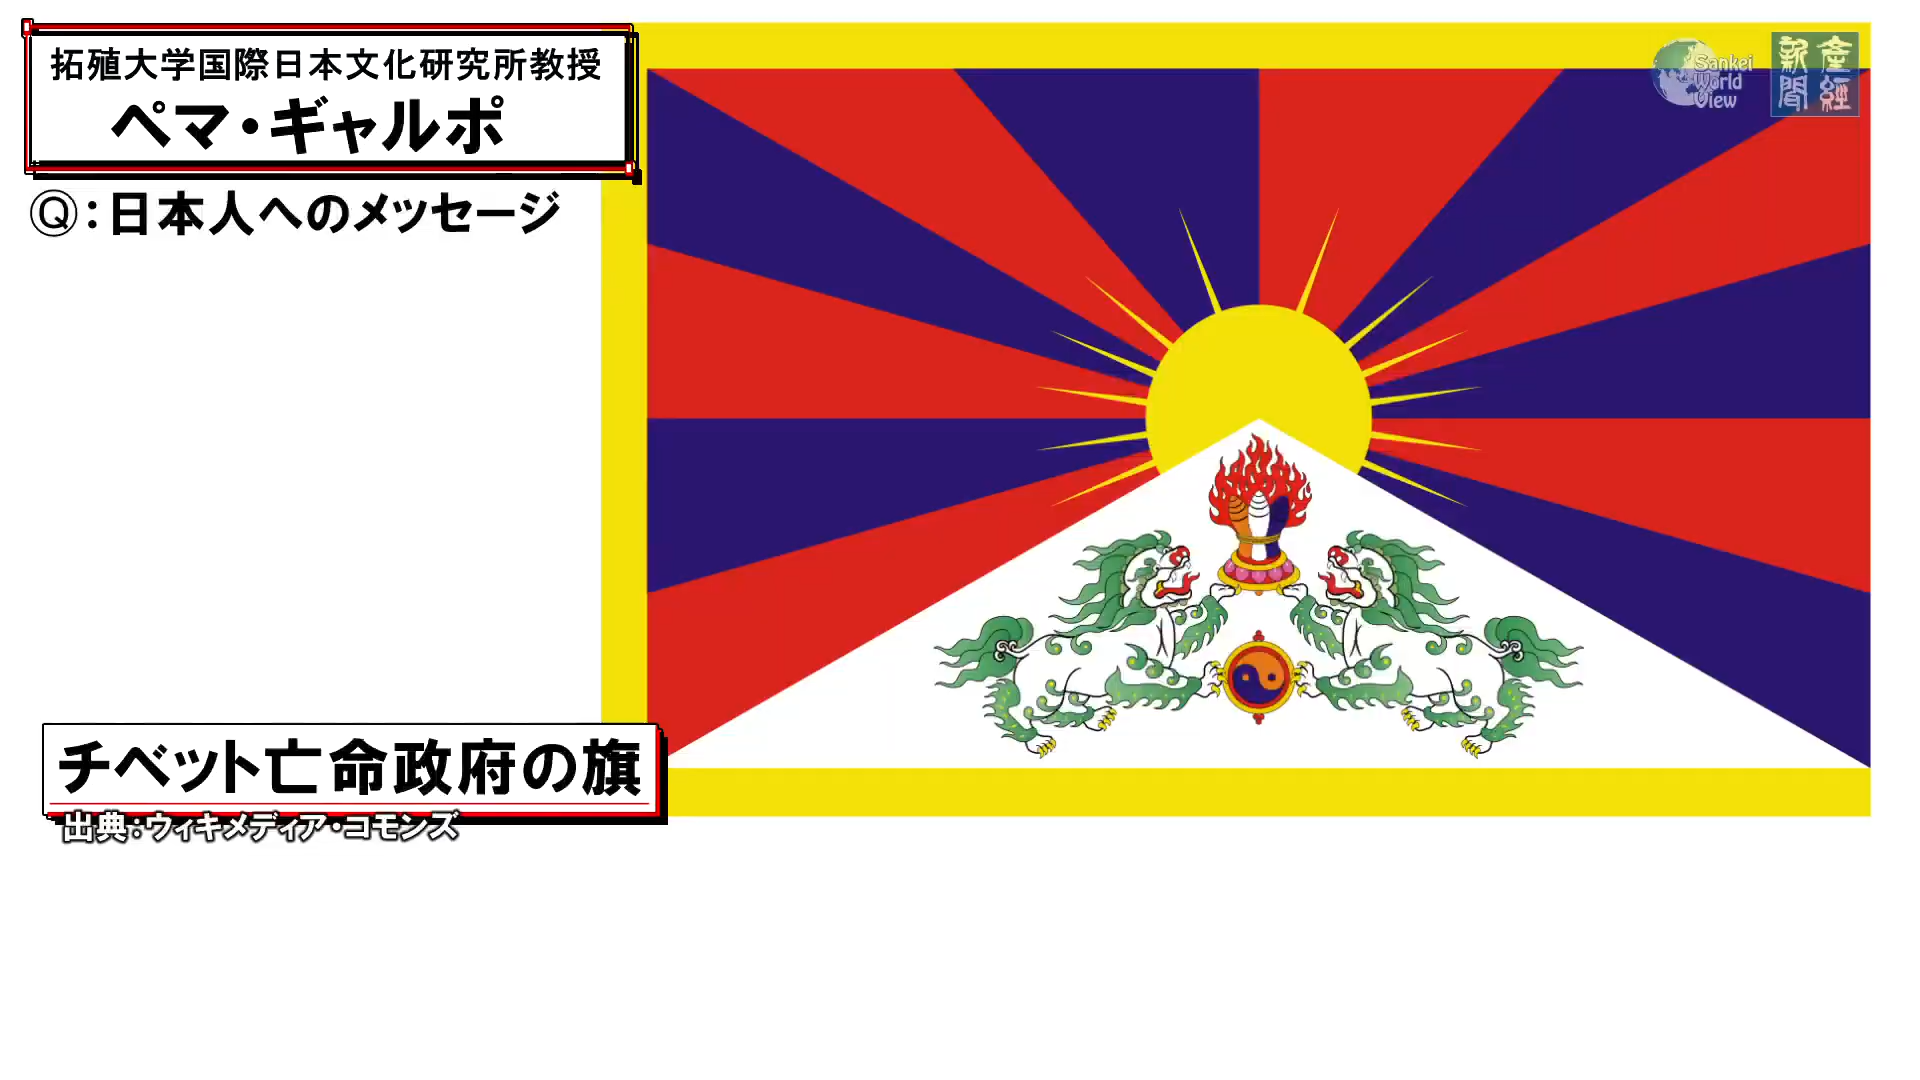 拓殖大学国際日本文化研究所教授
ペマ・ギャルポ
Ⓠ：日本人へのメッセージ
Sankei
World
View
産経
新聞
チベット亡命政府の旗
出典：ウィキメディア・コモンズ